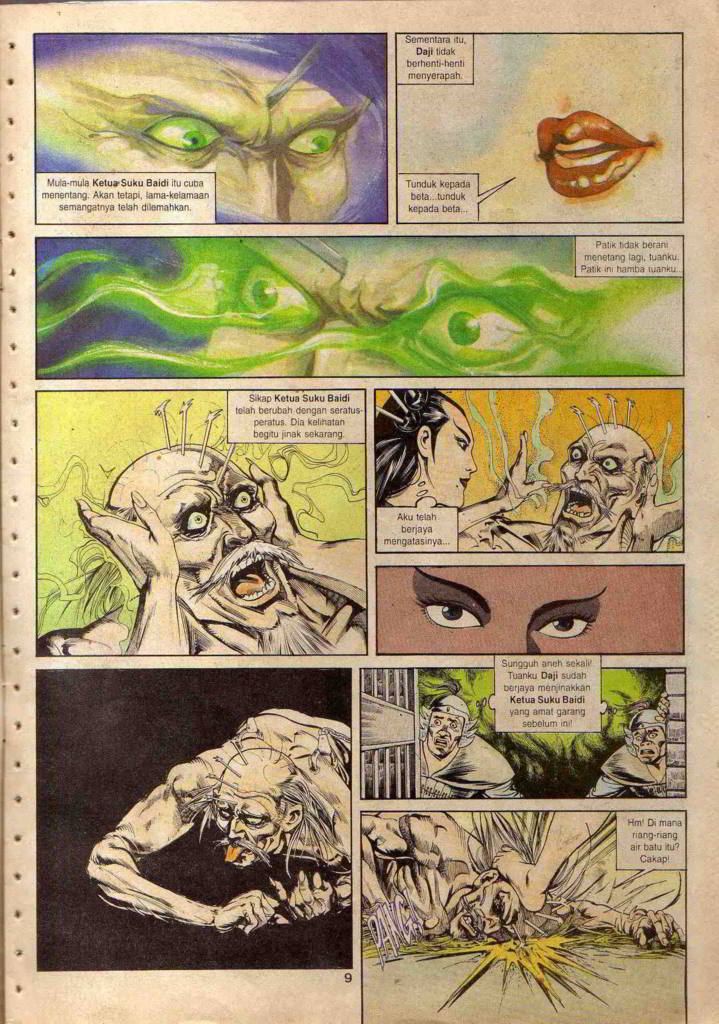 Mula-mula Ketua Suku Baidi itu cuba
menentang. Akan tetapi, lama-kelamaan
semangatnya telah dilemahkan.
Sementara itu,
Daji tidak
berhenti-henti
menyerapah.
Tunduk kepada
beta...tunduk
kepada beta...
Patik tidak berani
menetang lagi, tuanku.
Patik ini hamba tuanku...
Sikap Ketua Suku Baidi
telah berubah dengan seratus-
peratus. Dia kelihatan
begitu jinak sekarang.
Aku telah
berjaya
mengatasinya...
Sungguh aneh sekali!
Tuanku Daji sudah
berjaya menjinakkan
Ketua Suku Baidi
yang amat garang
sebelum ini!
Hm! Di mana
riang-riang
air batu itu?
Cakap!
PANG!
9